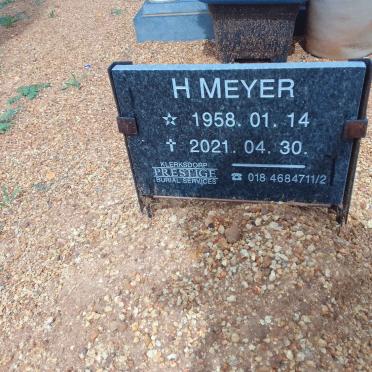 H MEYER
☆ 1958. 01. 14
✝ 2021. 04. 30.
KLERKSDORP
PRESTIGE
BURIAL SERVICES
☎ 018 4684711/2